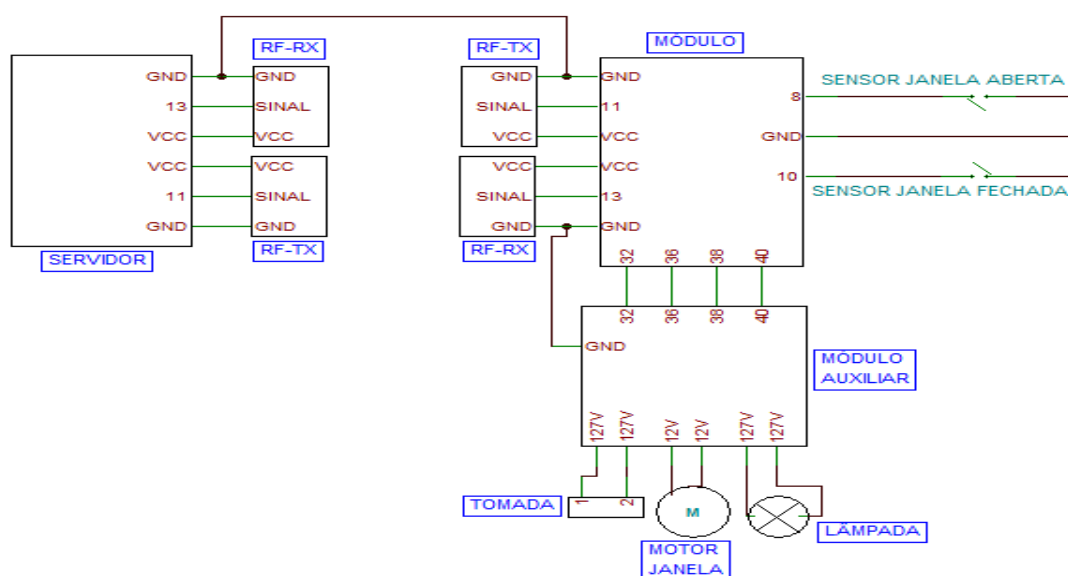 RF-RX
RF-TX
MÓDULO
GND
GND
GND
GND
SENSOR JANELA ABERTA
8
13
SINAL
SINAL
11
VCC
VCC
VCC
VCC
GND
VCC
VCC
VCC
VCC
10
11
SINAL
SINAL
13
SENSOR JANELA FECHADA
GND
GND
GND
GND
SERVIDOR
RF-TX
RF-RX
32
36
38
40
32
36
38
40
GND
MÓDULO
AUXILIAR
127V
127V
12V
12V
127V
127V
TOMADA
1
2
M
LÂMPADA
MOTOR
JANELA